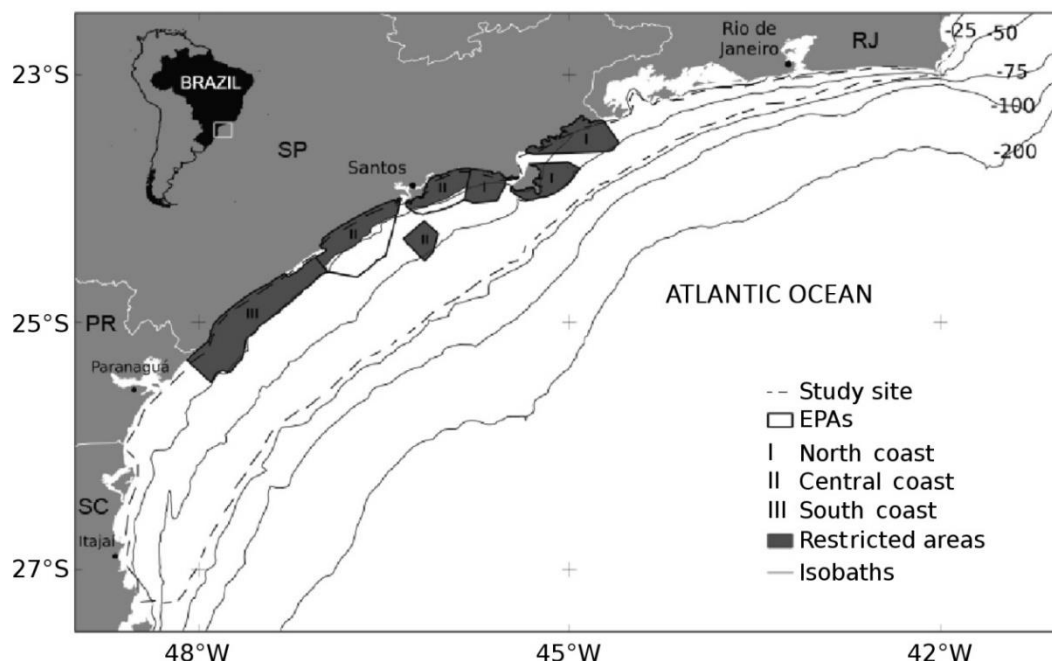 Rio de
Janeiro
RJ
-25
-50
-75
-100
-200
23°S
BRAZIL
SP
Santos
I
I
I
II
II
II
III
ATLANTIC OCEAN
25°S
PR
Paranaguá
SC
Itajaí
27°S
Study site
EPAs
I North coast
II Central coast
III South coast
Restricted areas
Isobaths
48°W
45°W
42°W